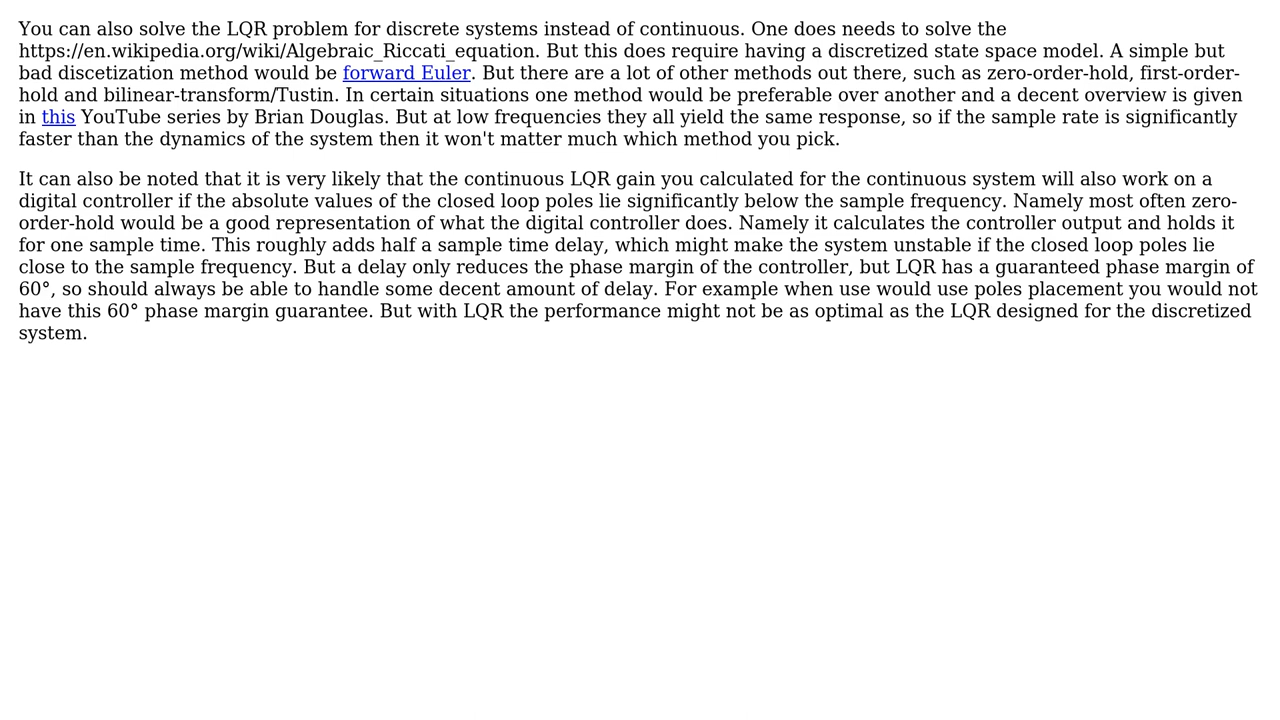 You can also solve the LQR problem for discrete systems instead of continuous. One does needs to solve the
https://en.wikipedia.org/wiki/Algebraic_Riccati_equation. But this does require having a discretized state space model. A simple but
bad discetization method would be forward Euler. But there are a lot of other methods out there, such as zero-order-hold, first-order-
hold and bilinear-transform/Tustin. In certain situations one method would be preferable over another and a decent overview is given
in this YouTube series by Brian Douglas. But at low frequencies they all yield the same response, so if the sample rate is significantly
faster than the dynamics of the system then it won't matter much which method you pick.
It can also be noted that it is very likely that the continuous LQR gain you calculated for the continuous system will also work on a
digital controller if the absolute values of the closed loop poles lie significantly below the sample frequency. Namely most often zero-
order-hold would be a good representation of what the digital controller does. Namely it calculates the controller output and holds it
for one sample time. This roughly adds half a sample time delay, which might make the system unstable if the closed loop poles lie
close to the sample frequency. But a delay only reduces the phase margin of the controller, but LQR has a guaranteed phase margin of
60°, so should always be able to handle some decent amount of delay. For example when use would use poles placement you would not
have this 60° phase margin guarantee. But with LQR the performance might not be as optimal as the LQR designed for the discretized
system.